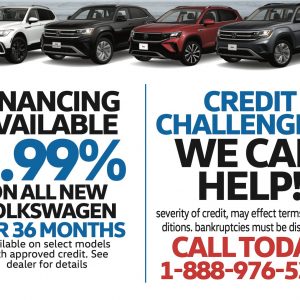 INANCING
VAILABLE
.99%
ON ALL NEW
OLKSWAGEN
R 36 MONTHS
ilable on select models
h approved credit. See
dealer for details
CREDIT
CHALLENG
WE CA
HELP!
severity of credit, may effect terms
ditions. bankruptcies must be dis
CALL TODA
1-888-976-5